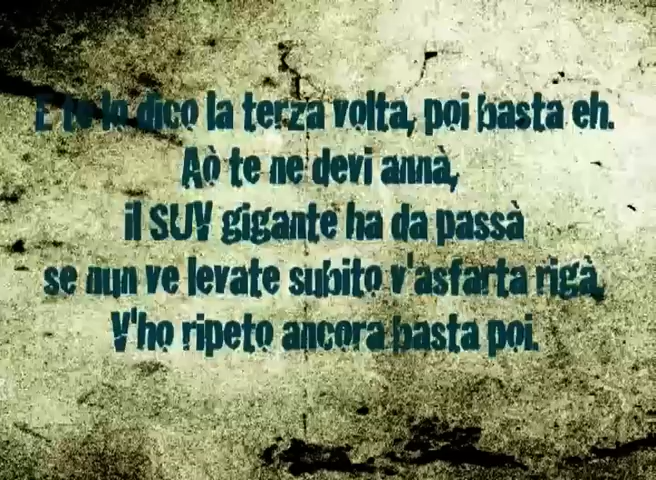 E te lo dico la terza volta, poi basta eh.
Aò te ne devi annà,
il SUV gigante ha da passà
se nun ve levate subito v'asfarta rigà,
V'ho ripeto ancora basta poi.